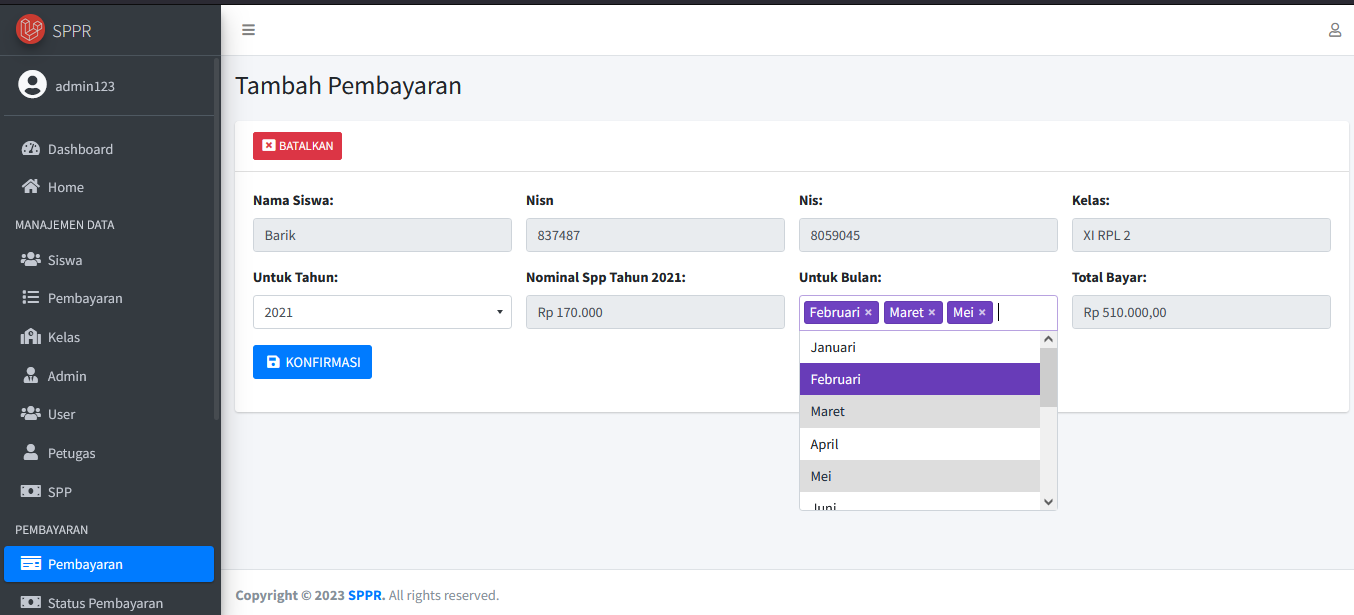 SPPR
admin123
Dashboard
Home
MANAJEMEN DATA
Siswa
Pembayaran
Kelas
Admin
User
Petugas
SPP
PEMBAYARAN
Pembayaran
Status Pembayaran
Tambah Pembayaran
BATALKAN
Nama Siswa: Nisn Nis: Kelas:
Barik 837487 8059045 XI RPL 2
Untuk Tahun: Nominal Spp Tahun 2021: Untuk Bulan: Total Bayar:
2021 Rp 170.000 Februari × Maret × Mei × Rp 510.000,00
KONFIRMASI
Januari
Februari
Maret
April
Mei
Juni
Copyright © 2023 SPPR. All rights reserved.